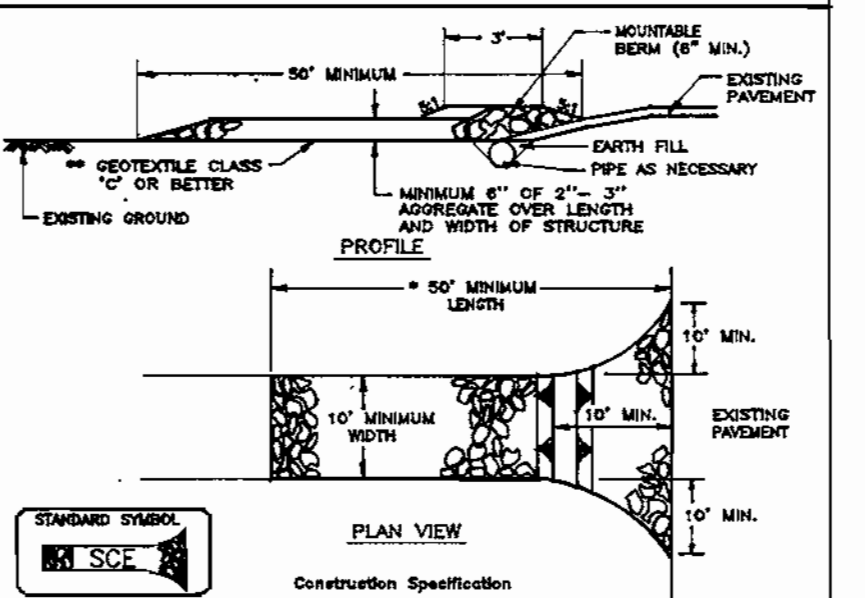 3'
MOUNTABLE
BERM (6" MIN.)
50' MINIMUM
EXISTING
PAVEMENT
5:1
5:1
EARTH FILL
** GEOTEXTILE CLASS
'C' OR BETTER
PIPE AS NECESSARY
MINIMUM 6" OF 2"- 3"
AGGREGATE OVER LENGTH
AND WIDTH OF STRUCTURE
EXISTING GROUND
PROFILE
* 50' MINIMUM
LENGTH
10' MIN.
10' MINIMUM
WIDTH
10' MIN.
EXISTING
PAVEMENT
10' MIN.
STANDARD SYMBOL
SCE
PLAN VIEW
Construction Specification